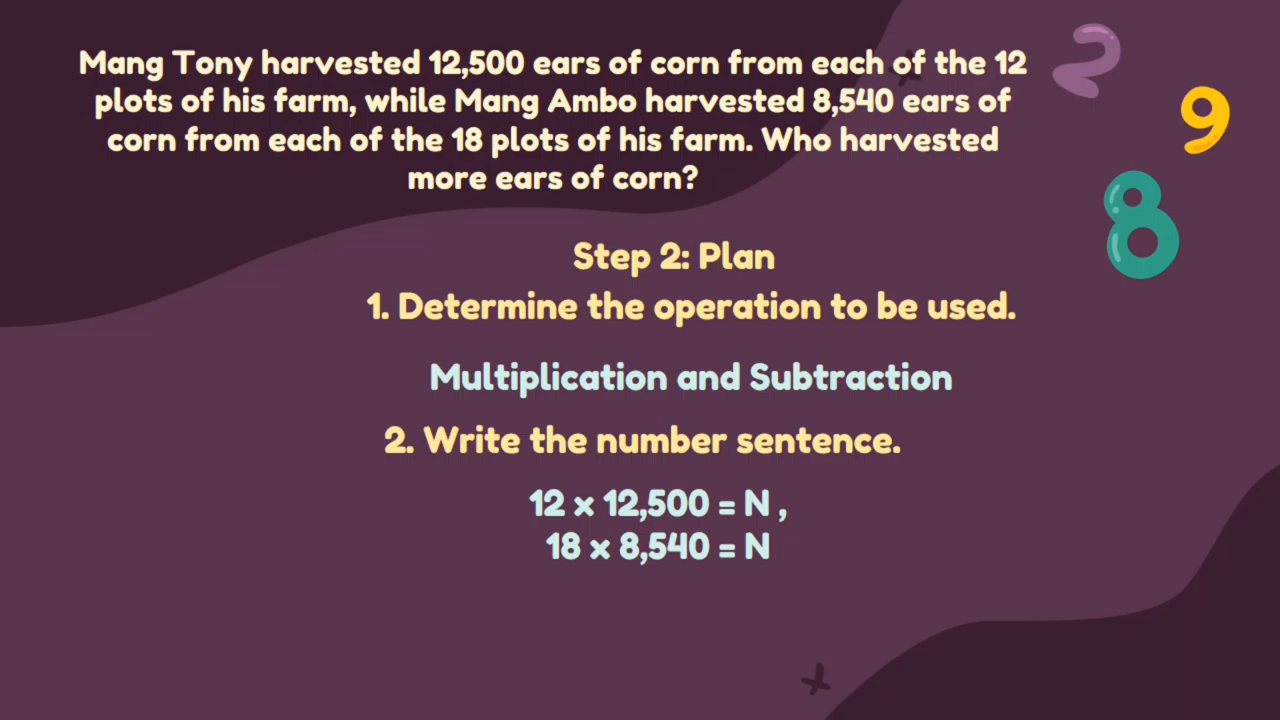 Mang Tony harvested 12,500 ears of corn from each of the 12
plots of his farm, while Mang Ambo harvested 8,540 ears of
corn from each of the 18 plots of his farm. Who harvested
more ears of corn?
2
9
8
Step 2: Plan
1. Determine the operation to be used.
Multiplication and Subtraction
2. Write the number sentence.
12 x 12,500 = N ,
18 x 8,540 = N